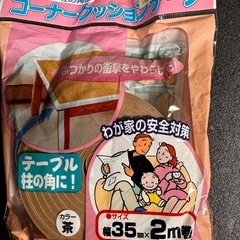 コーナークッションテープ
ぶつかりの衝撃をやわらげる!
わが家の安全対策
テーブル
柱の角に!
カラー
茶
●サイズ
幅35mm×2m巻